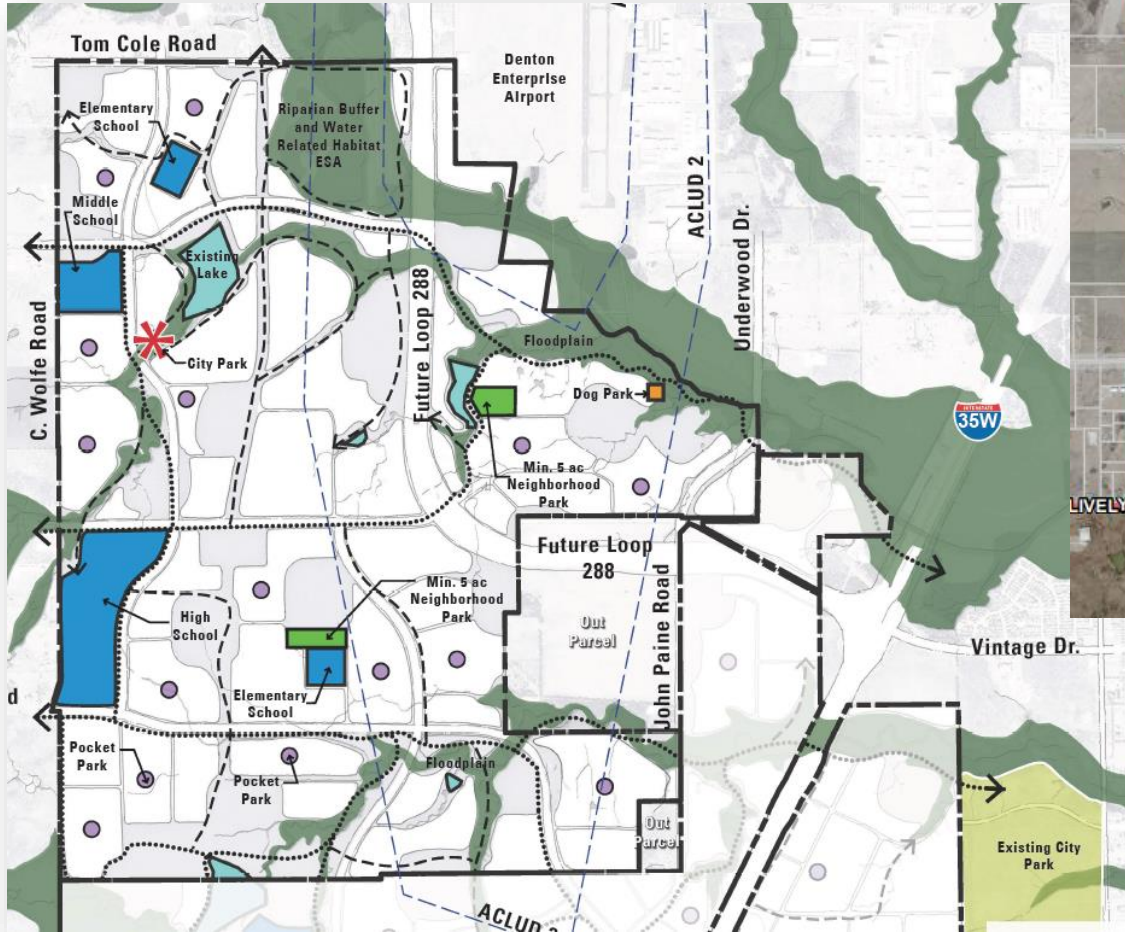 Tom Cole Road
Denton
Enterprise
Airport
Elementary
School
Riparian Buffer
and Water
Related Habitat
ESA
Middle
School
ACLUD 2
Underwood Dr.
Existing
Lake
C. Wolfe Road
City Park
Future Loop 288
Floodplain
Dog Park
INTERSTATE
35W
Min. 5 ac
Neighborhood
Park
LIVELY
Future Loop
288
Min. 5 ac
Neighborhood
Park
High
School
Out
Parcel
John Paine Road
Vintage Dr.
d
Elementary
School
Pocket
Park
Pocket
Park
Floodplain
Out
Parcel
Existing City
Park
ACLUD